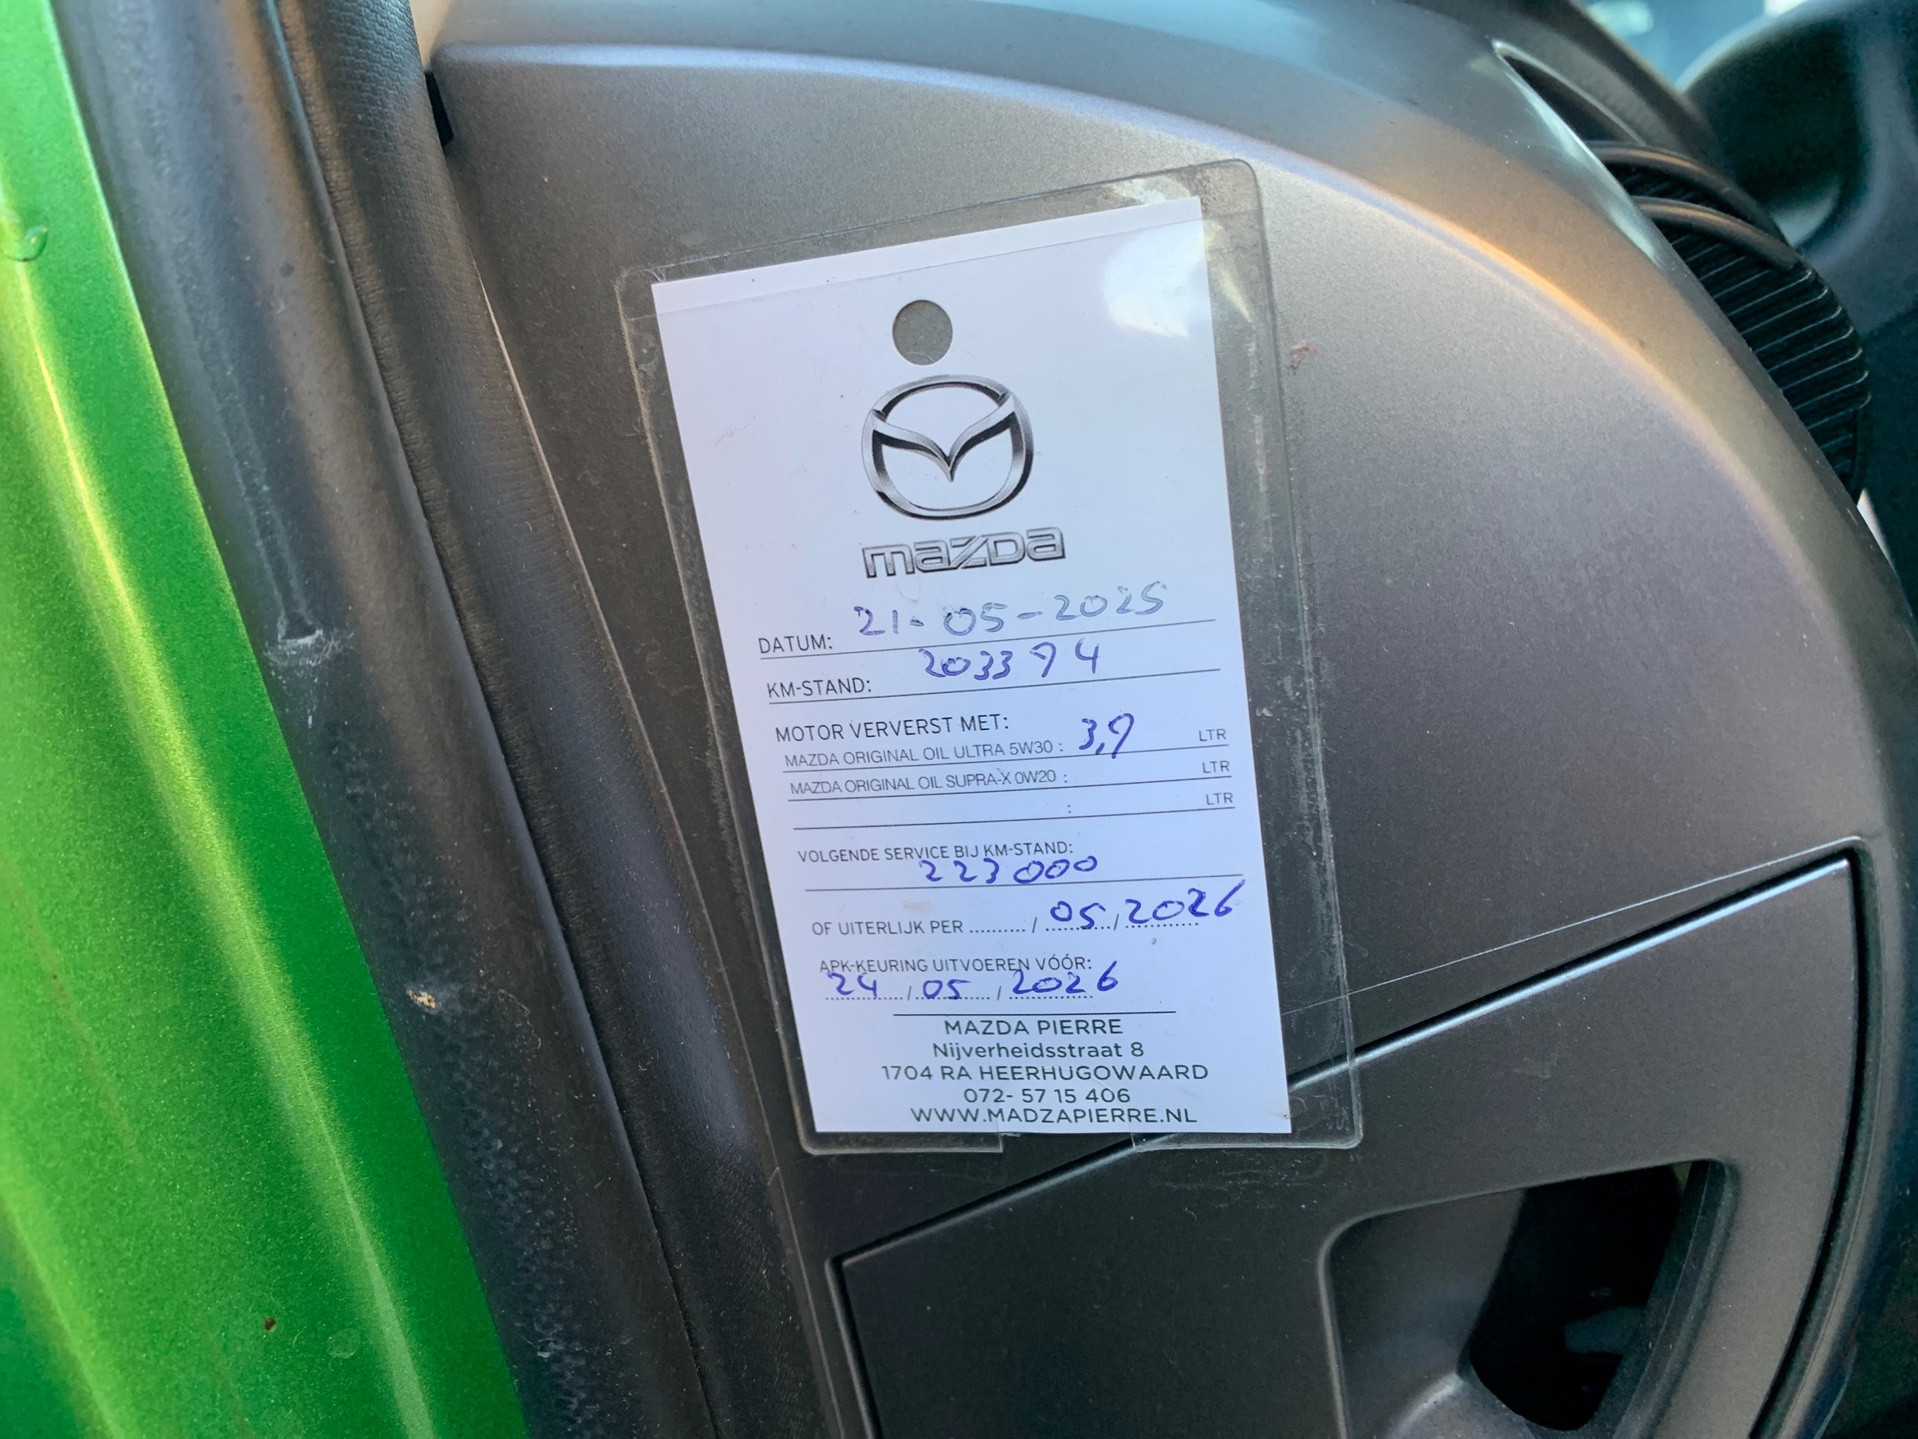 mazda
DATUM: 21-05-2025
KM-STAND: 203394
MOTOR VERVERST MET:
MAZDA ORIGINAL OIL ULTRA 5W30 : 3,9 LTR
MAZDA ORIGINAL OIL SUPRA-X 0W20 : LTR
: LTR
VOLGENDE SERVICE BIJ KM-STAND:
223000
OF UITERLIJK PER ........../ 05 / 2026
APK-KEURING UITVOEREN VÓÓR:
24 / 05 / 2026
MAZDA PIERRE
Nijverheidsstraat 8
1704 RA HEERHUGOWAARD
072- 57 15 406
WWW.MADZAPIERRE.NL